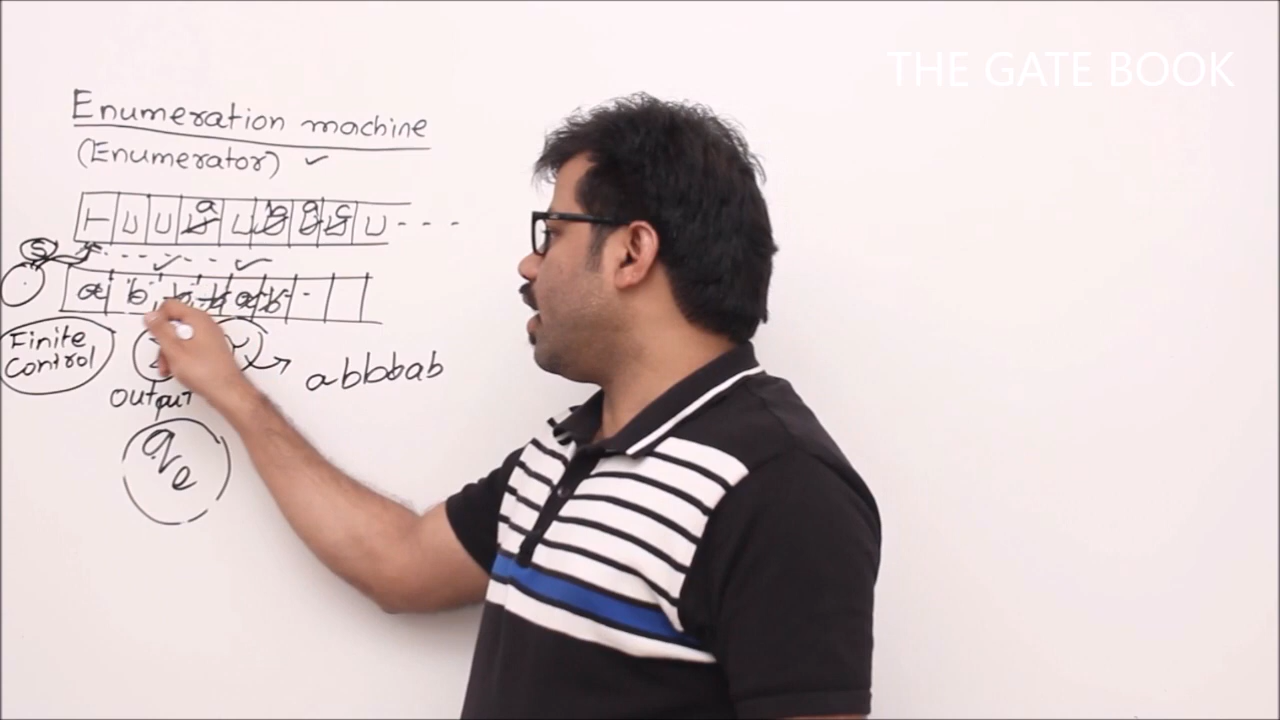 THE GATE BOOK
Enumeration machine
(Enumerator) ✓
⊢ ⊔ ⊔ a ⊔ b a c ⊔ - - -
S
a b b b a b
Finite
Control
Σ
abbbab
output
qe